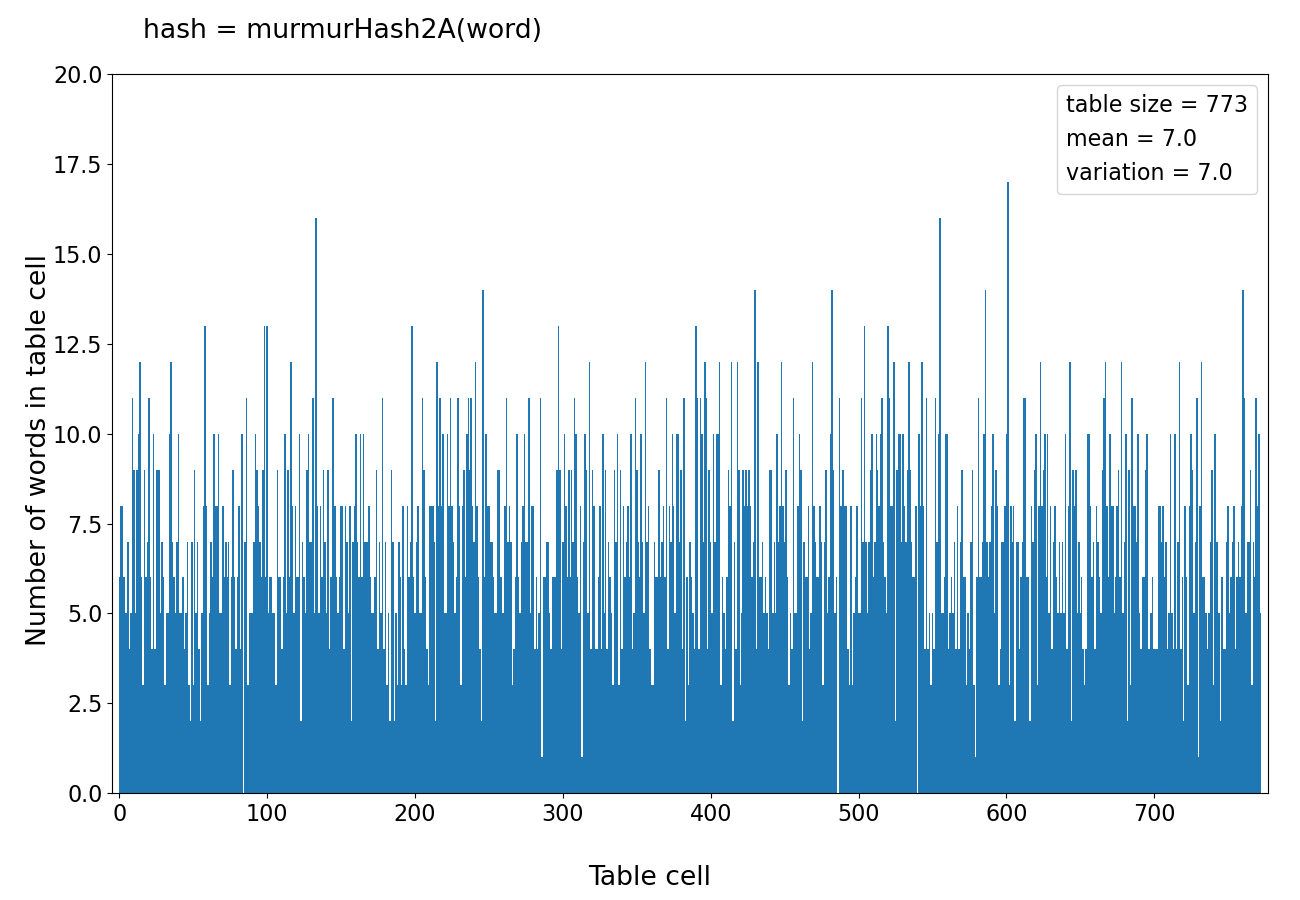 hash = murmurHash2A(word)
20.0
17.5
15.0
12.5
10.0
7.5
5.0
2.5
0.0
Number of words in table cell
table size = 773
mean = 7.0
variation = 7.0
0 100 200 300 400 500 600 700
Table cell